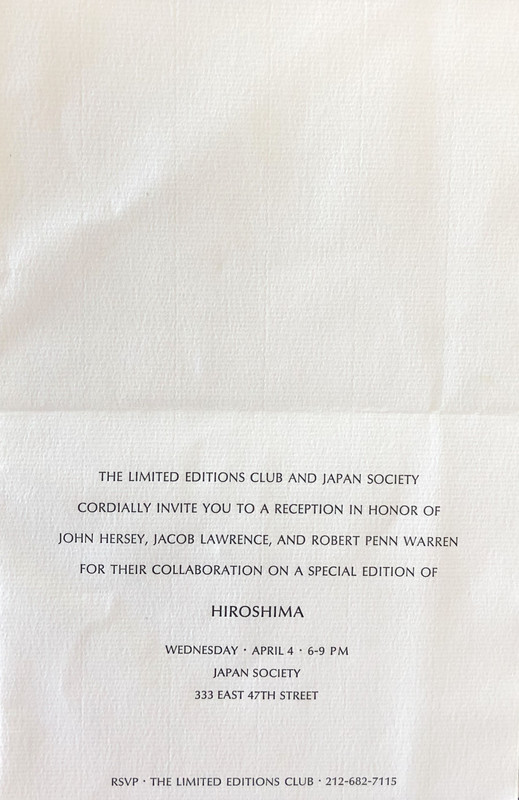 THE LIMITED EDITIONS CLUB AND JAPAN SOCIETY
CORDIALLY INVITE YOU TO A RECEPTION IN HONOR OF
JOHN HERSEY, JACOB LAWRENCE, AND ROBERT PENN WARREN
FOR THEIR COLLABORATION ON A SPECIAL EDITION OF
HIROSHIMA
WEDNESDAY · APRIL 4 · 6-9 PM
JAPAN SOCIETY
333 EAST 47TH STREET
RSVP · THE LIMITED EDITIONS CLUB · 212-682-7115